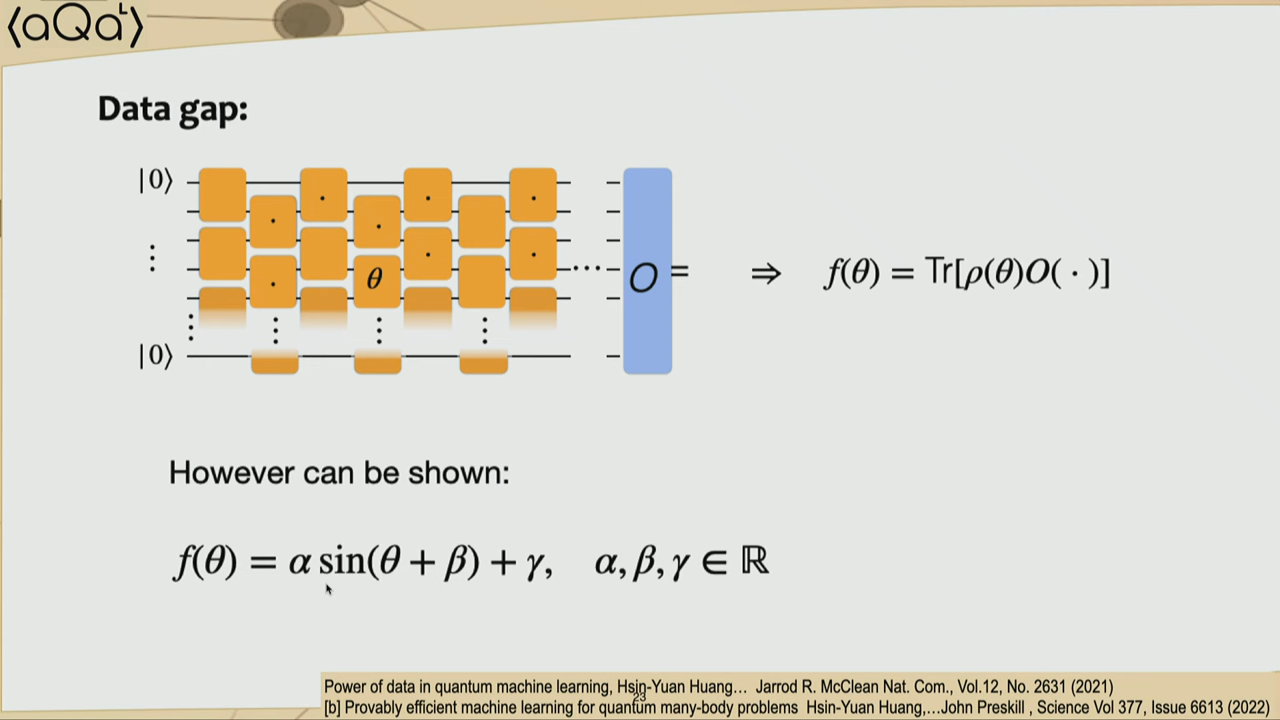 ⟨aQaᴸ⟩
Data gap:
|0⟩
⋮
θ
⋯
O
=
⇒ f(θ) = Tr[ρ(θ)O( · )]
|0⟩
However can be shown:
f(θ) = α sin(θ + β) + γ, α, β, γ ∈ ℝ
Power of data in quantum machine learning, Hsin-Yuan Huang… Jarrod R. McClean Nat. Com., Vol.12, No. 2631 (2021)
23
[b] Provably efficient machine learning for quantum many-body problems Hsin-Yuan Huang,…John Preskill , Science Vol 377, Issue 6613 (2022)